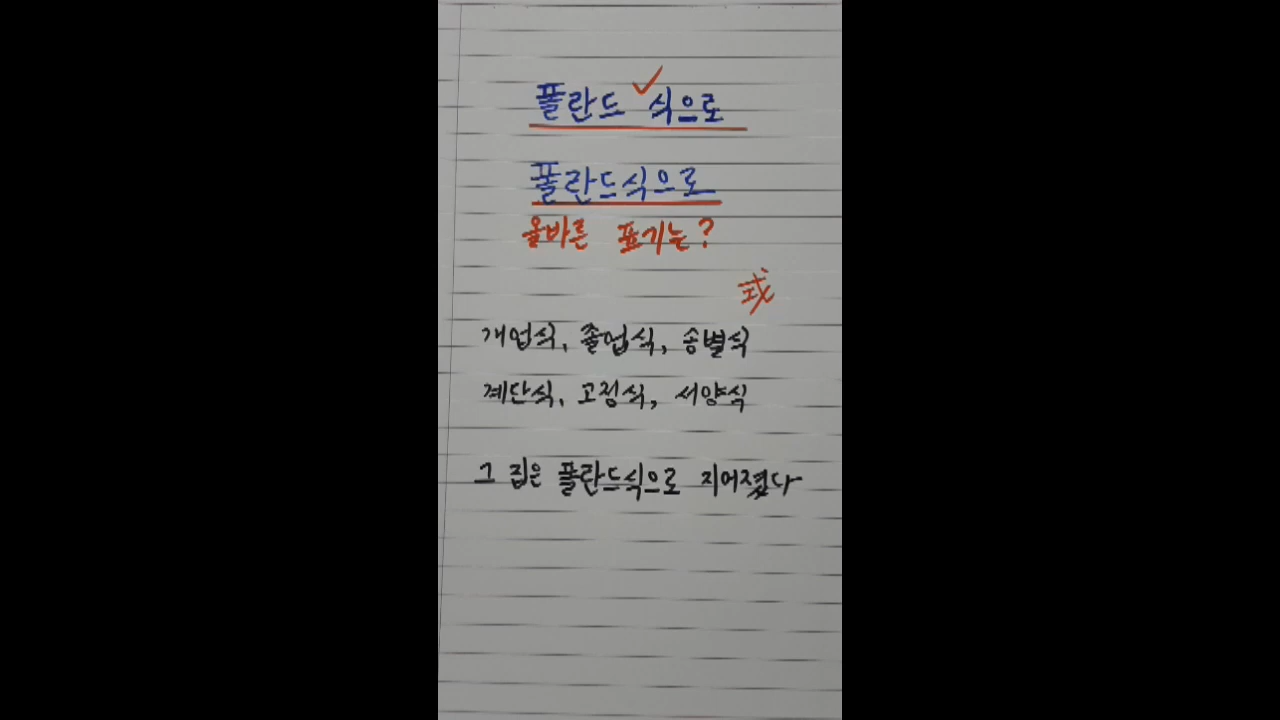 폴란드 ✓ 식으로
폴란드식으로
올바른 표기는?
式
개업식, 졸업식, 송별식
계단식, 고정식, 서양식
그 집은 폴란드식으로 지어졌다